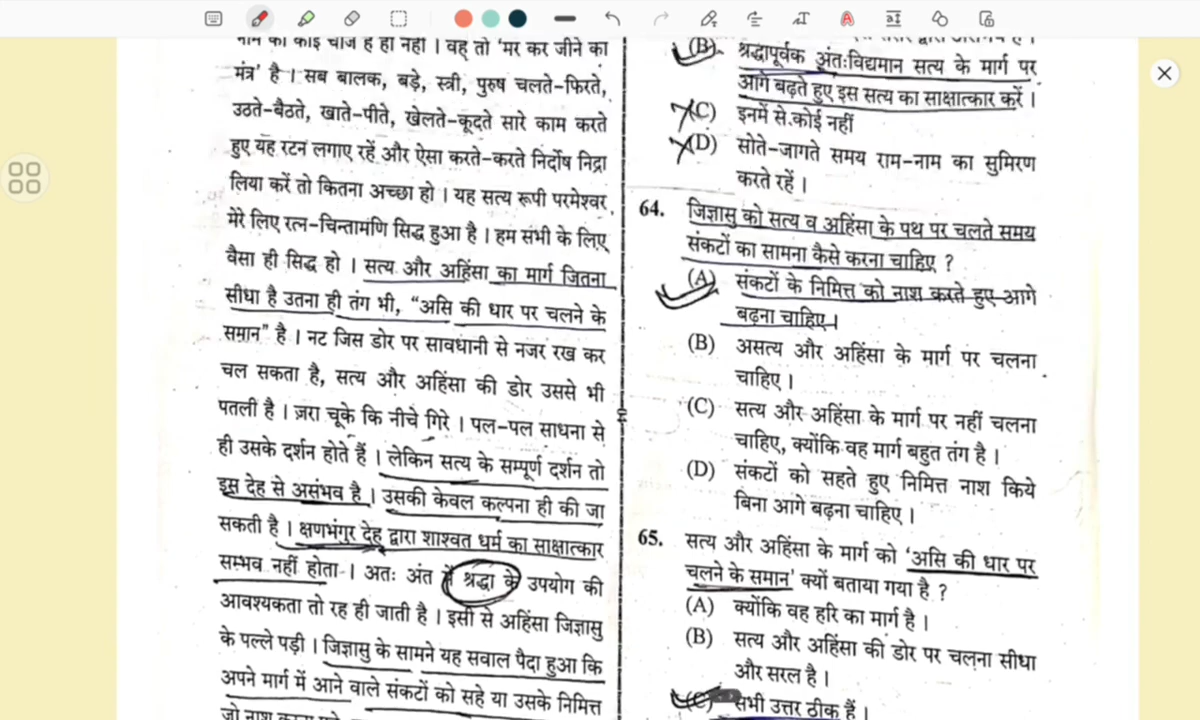 नाम की कोई चीज है ही नहीं । वह तो ‘मर कर जीने का
मंत्र’ है । सब बालक, बड़े, स्त्री, पुरुष चलते-फिरते,
उठते-बैठते, खाते-पीते, खेलते-कूदते सारे काम करते
हुए यह रटन लगाए रहें और ऐसा करते-करते निर्दोष निद्रा
लिया करें तो कितना अच्छा हो । यह सत्य रूपी परमेश्वर
मेरे लिए रत्न-चिन्तामणि सिद्ध हुआ है । हम सभी के लिए
वैसा ही सिद्ध हो । सत्य और अहिंसा का मार्ग जितना
सीधा है उतना ही तंग भी, “असि की धार पर चलने के
समान” है । नट जिस डोर पर सावधानी से नजर रख कर
चल सकता है, सत्य और अहिंसा की डोर उससे भी
पतली है । ज़रा चूके कि नीचे गिरे । पल-पल साधना से
ही उसके दर्शन होते हैं । लेकिन सत्य के सम्पूर्ण दर्शन तो
इस देह से असंभव है । उसकी केवल कल्पना ही की जा
सकती है । क्षणभंगुर देह द्वारा शाश्वत धर्म का साक्षात्कार
सम्भव नहीं होता । अतः अंत में श्रद्धा के उपयोग की
आवश्यकता तो रह ही जाती है । इसी से अहिंसा जिज्ञासु
के पल्ले पड़ी । जिज्ञासु के सामने यह सवाल पैदा हुआ कि
अपने मार्ग में आने वाले संकटों को सहे या उसके निमित्त
(B) श्रद्धापूर्वक अंतःविद्यमान सत्य के मार्ग पर
आगे बढ़ते हुए इस सत्य का साक्षात्कार करें ।
(C) इनमें से कोई नहीं
(D) सोते-जागते समय राम-नाम का सुमिरण
करते रहें ।
64. जिज्ञासु को सत्य व अहिंसा के पथ पर चलते समय
संकटों का सामना कैसे करना चाहिए ?
(A) संकटों के निमित्त को नाश करते हुए आगे
बढ़ना चाहिए ।
(B) असत्य और अहिंसा के मार्ग पर चलना
चाहिए ।
(C) सत्य और अहिंसा के मार्ग पर नहीं चलना
चाहिए, क्योंकि वह मार्ग बहुत तंग है ।
(D) संकटों को सहते हुए निमित्त नाश किये
बिना आगे बढ़ना चाहिए ।
65. सत्य और अहिंसा के मार्ग को ‘असि की धार पर
चलने के समान’ क्यों बताया गया है ?
(A) क्योंकि वह हरि का मार्ग है ।
(B) सत्य और अहिंसा की डोर पर चलना सीधा
और सरल है ।
(C) सभी उत्तर ठीक हैं ।